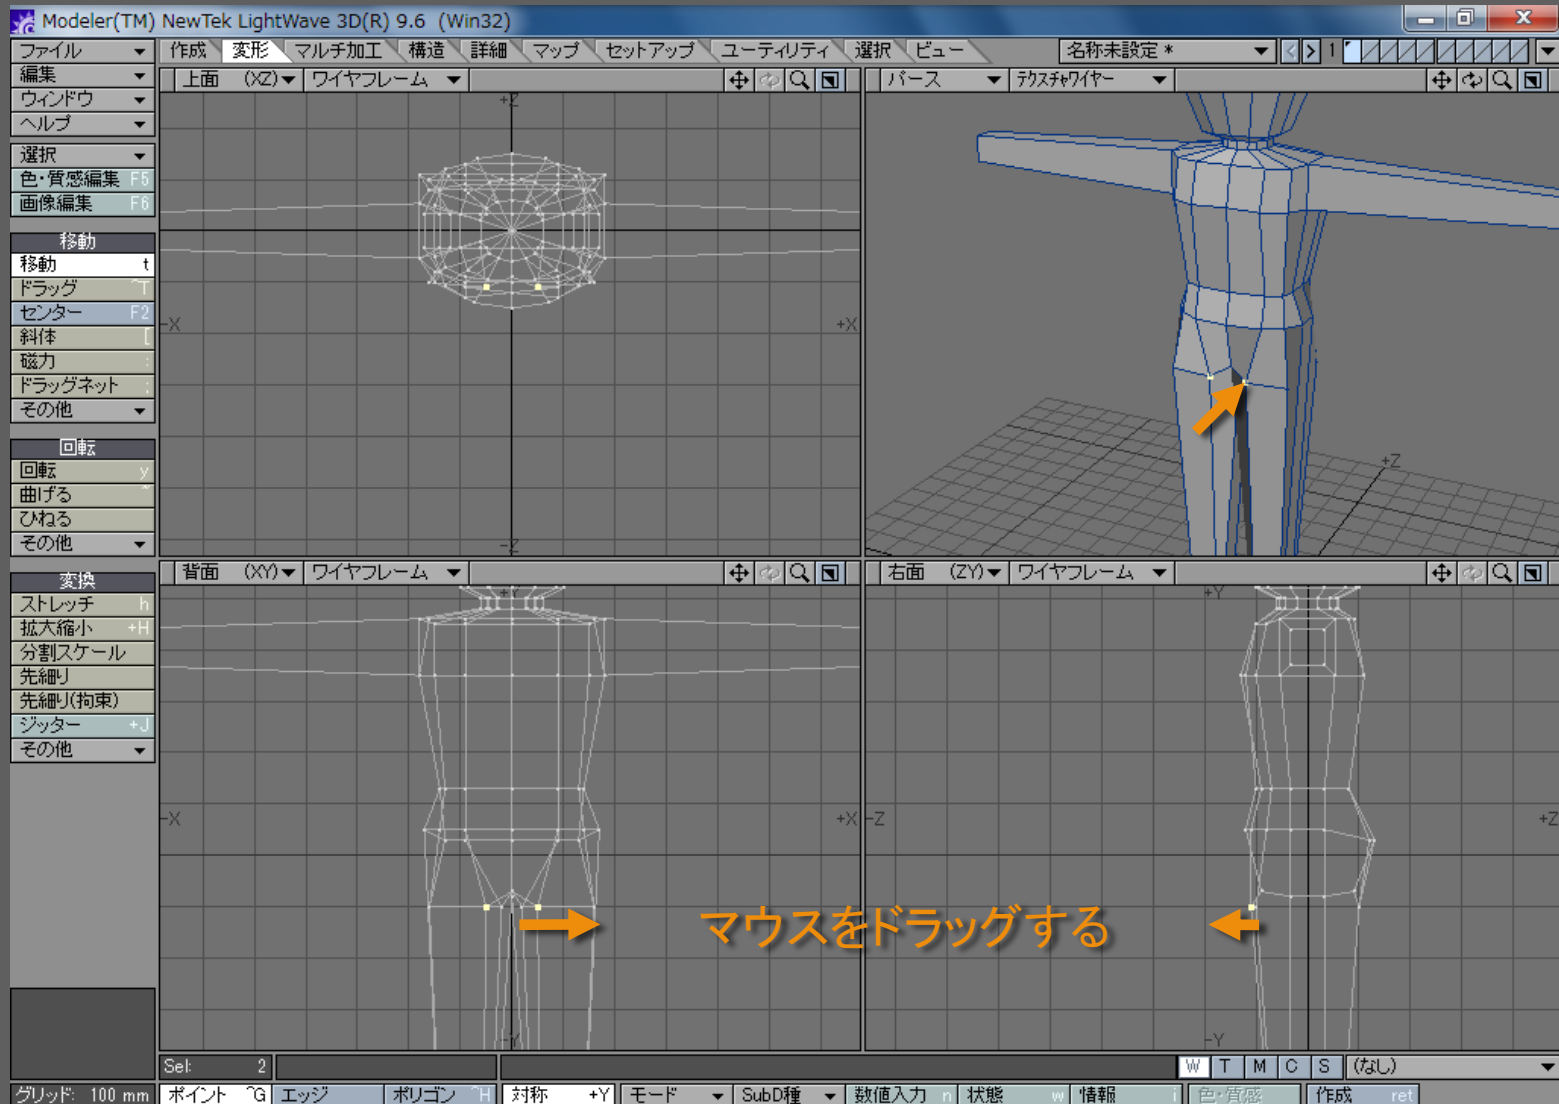 Modeler(TM) NewTek LightWave 3D(R) 9.6 (Win32)
ファイル
作成 変形 マルチ加工 構造 詳細 マップ セットアップ ユーティリティ 選択 ビュー 名称未設定 * 1
編集
ウィンドウ
ヘルプ
上面 (XZ) ワイヤフレーム
パース テクスチャワイヤー
選択
色・質感編集 F5
画像編集 F6
移動
移動 t
ドラッグ ^T
センター F2
斜体 [
磁力 :
ドラッグネット ;
その他
回転
回転 y
曲げる ~
ひねる
その他
変換
ストレッチ h
拡大縮小 +H
分割スケール
先細り
先細り(拘束)
ジッター +J
その他
+Z
-X +X
-Z
+Z
背面 (XY) ワイヤフレーム
右面 (ZY) ワイヤフレーム
+Y
-X +X
-Y
+Y
-Z +Z
-Y
マウスをドラッグする
Sel: 2
W T M C S (なし)
グリッド: 100 mm ポイント ^G エッジ ポリゴン ^H 対称 +Y モード SubD種 数値入力 n 状態 w 情報 i 色・質感 作成 ret